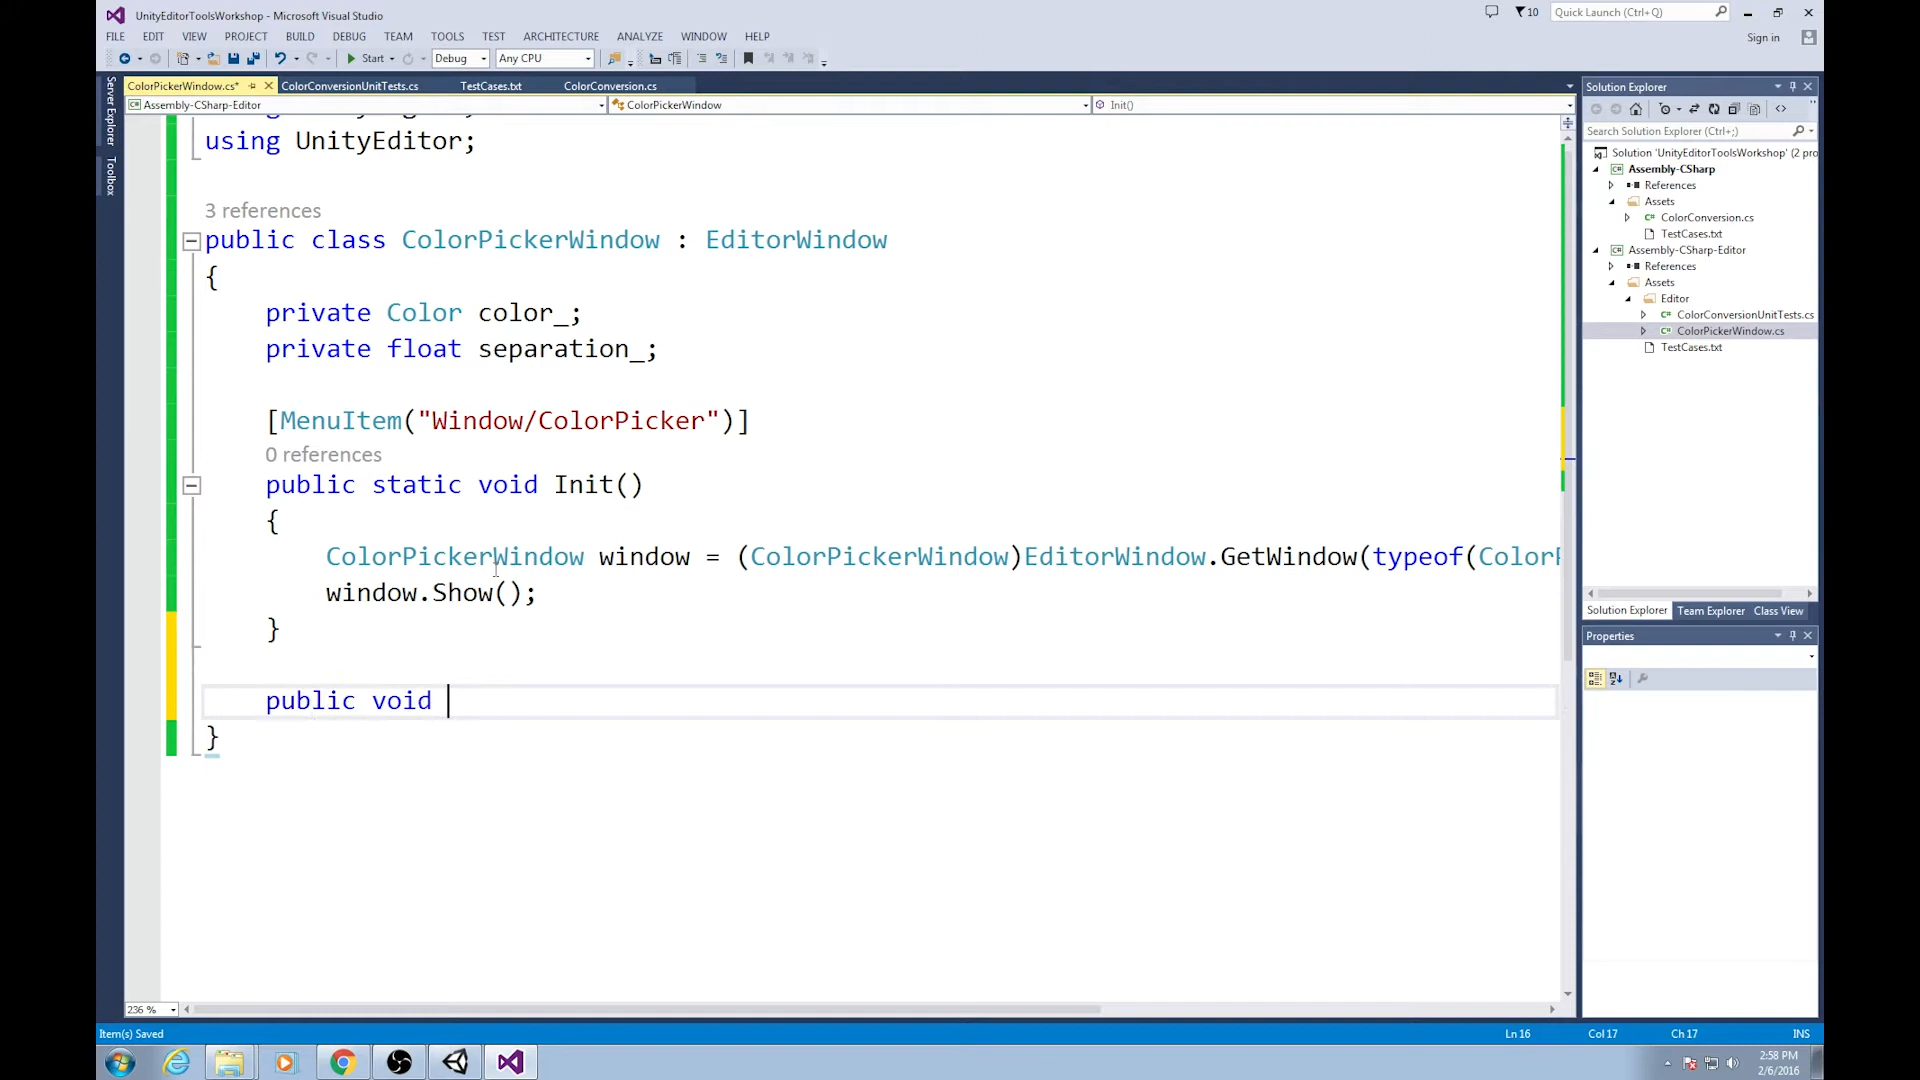 UnityEditorToolsWorkshop - Microsoft Visual Studio
10
Quick Launch (Ctrl+Q)
FILE EDIT VIEW PROJECT BUILD DEBUG TEAM TOOLS TEST ARCHITECTURE ANALYZE WINDOW HELP
Sign in
Start
Debug
Any CPU
Server Explorer
Toolbox
ColorPickerWindow.cs*
ColorConversionUnitTests.cs
TestCases.txt
ColorConversion.cs
Assembly-CSharp-Editor
ColorPickerWindow
Init()
using UnityEditor;
3 references
public class ColorPickerWindow : EditorWindow
{
private Color color_;
private float separation_;
[MenuItem("Window/ColorPicker")]
0 references
public static void Init()
{
ColorPickerWindow window = (ColorPickerWindow)EditorWindow.GetWindow(typeof(Color
window.Show();
}
public void
}
236 %
Solution Explorer
Search Solution Explorer (Ctrl+;)
Solution 'UnityEditorToolsWorkshop' (2 pro
Assembly-CSharp
References
Assets
ColorConversion.cs
TestCases.txt
Assembly-CSharp-Editor
References
Assets
Editor
ColorConversionUnitTests.cs
ColorPickerWindow.cs
TestCases.txt
Solution Explorer Team Explorer Class View
Properties
Item(s) Saved
Ln 16
Col 17
Ch 17
INS
2:58 PM
2/6/2016